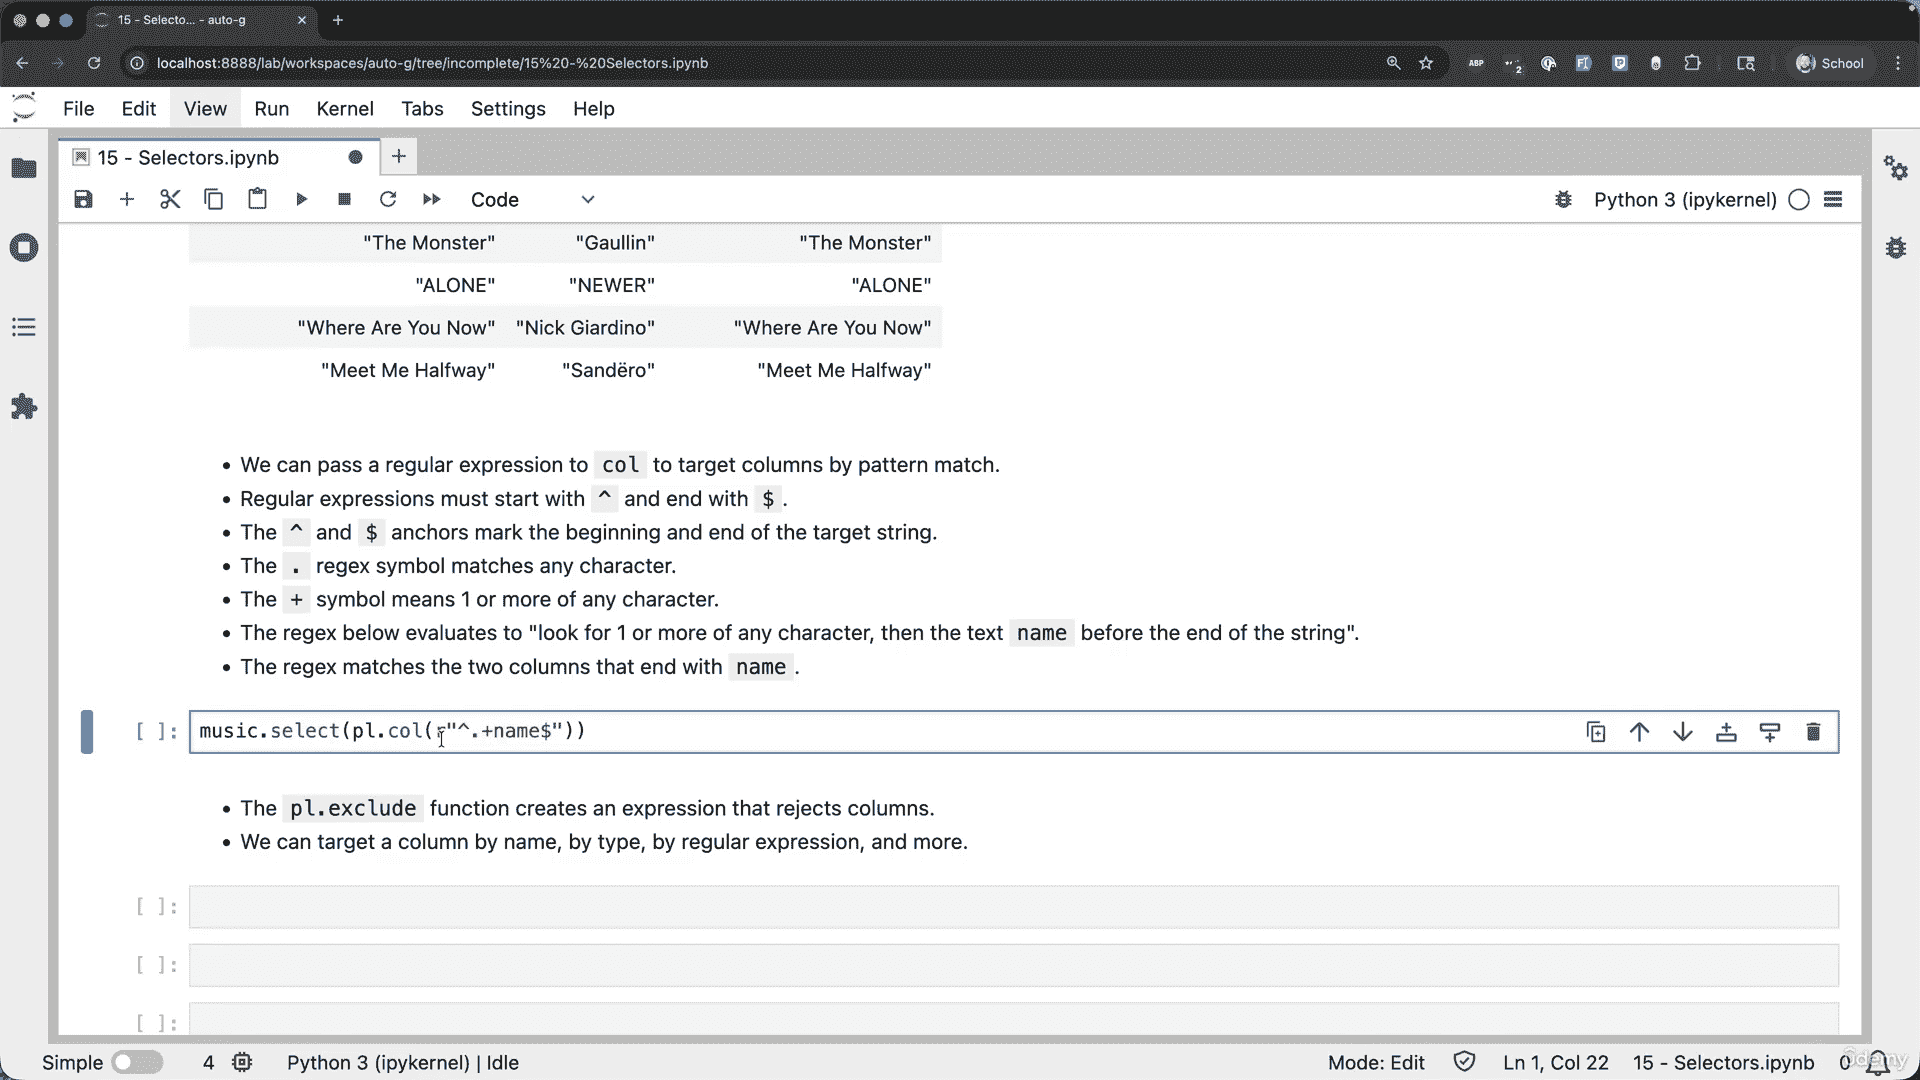 15 - Selecto... - auto-g
localhost:8888/lab/workspaces/auto-g/tree/incomplete/15%20-%20Selectors.ipynb
ABP
2
School
File Edit View Run Kernel Tabs Settings Help
15 - Selectors.ipynb
Code
Python 3 (ipykernel)
"The Monster" "Gaullin" "The Monster"
"ALONE" "NEWER" "ALONE"
"Where Are You Now" "Nick Giardino" "Where Are You Now"
"Meet Me Halfway" "Sandëro" "Meet Me Halfway"
• We can pass a regular expression to col to target columns by pattern match.
• Regular expressions must start with ^ and end with $ .
• The ^ and $ anchors mark the beginning and end of the target string.
• The . regex symbol matches any character.
• The + symbol means 1 or more of any character.
• The regex below evaluates to "look for 1 or more of any character, then the text name before the end of the string".
• The regex matches the two columns that end with name .
[ ]: music.select(pl.col(r"^.+name$"))
• The pl.exclude function creates an expression that rejects columns.
• We can target a column by name, by type, by regular expression, and more.
[ ]:
[ ]:
[ ]:
Simple 4 Python 3 (ipykernel) | Idle Mode: Edit Ln 1, Col 22 15 - Selectors.ipynb 0
udemy